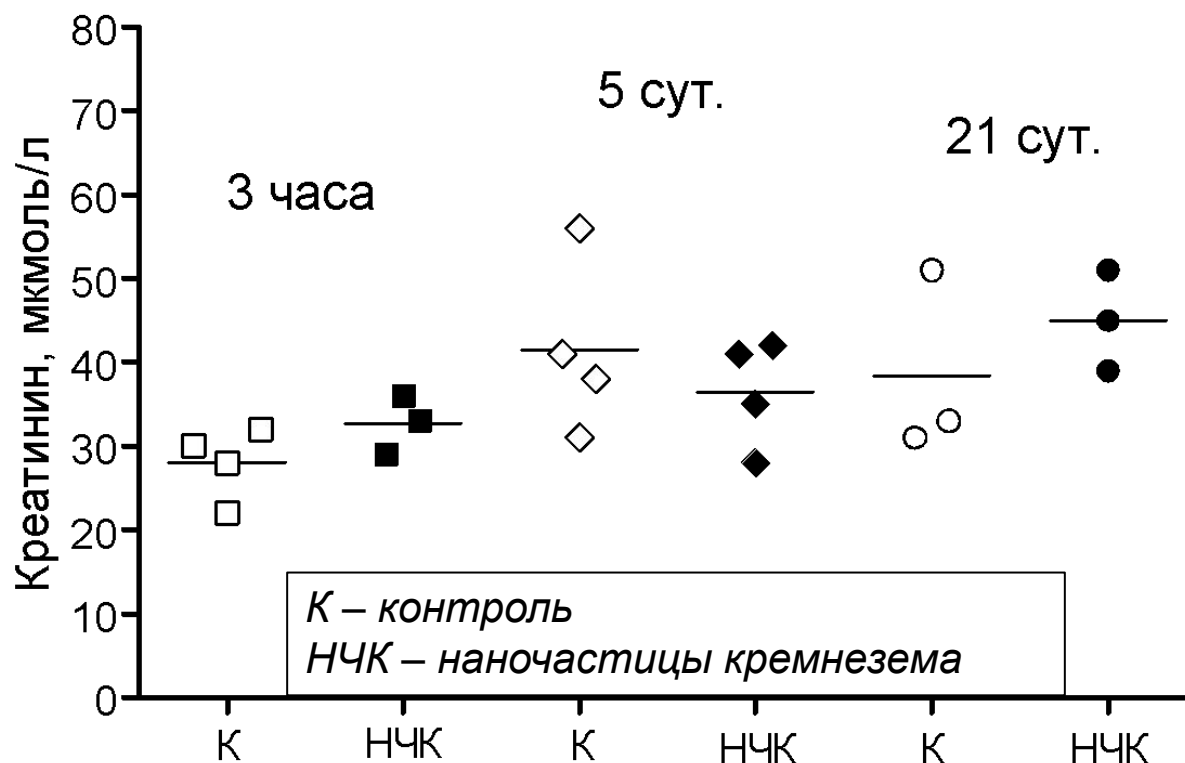 Креатинин, мкмоль/л
80
70
60
50
40
30
20
10
0
3 часа
5 сут.
21 сут.
К – контроль
НЧК – наночастицы кремнезема
К НЧК К НЧК К НЧК